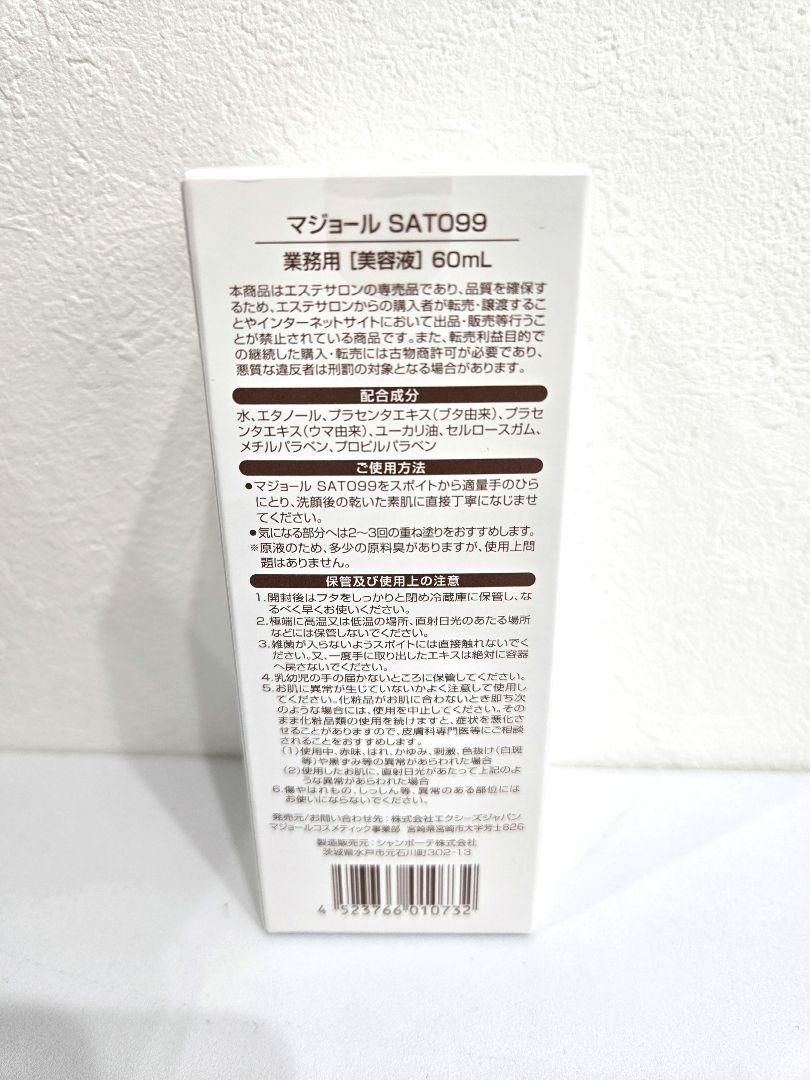 マジョール SATO99
業務用 [美容液] 60mL
本商品はエステサロンの専売品であり、品質を確保す
るため、エステサロンからの購入者が転売・譲渡するこ
とやインターネットサイトにおいて出品・販売等行うこ
とが禁止されている商品です。また、転売利益目的で
の継続した購入・転売には古物商許可が必要であり、
悪質な違反者は刑罰の対象となる場合があります。
配合成分
水、エタノール、プラセンタエキス(ブタ由来)、プラセ
ンタエキス(ウマ由来)、ユーカリ油、セルロースガム、
メチルパラベン、プロピルパラベン
ご使用方法
●マジョール SATO99をスポイトから適量手のひら
にとり、洗顔後の乾いた素肌に直接丁寧になじませ
てください。
●気になる部分へは2〜3回の重ね塗りをおすすめします。
※原液のため、多少の原料臭がありますが、使用上問
題はありません。
保管及び使用上の注意
1.開封後はフタをしっかりと閉め冷蔵庫に保管し、な
るべく早くお使いください。
2.極端に高温又は低温の場所、直射日光のあたる場所
などには保管しないでください。
3.雑菌が入らないようスポイトには直接触れないでく
ださい。又、一度手に取り出したエキスは絶対に容器
へ戻さないでください。
4.乳幼児の手の届かないところに保管してください。
5.お肌に異常が生じていないかよく注意して使用し
てください。化粧品がお肌に合わないとき即ち次
のような場合には、使用を中止してください。その
まま化粧品類の使用を続けますと、症状を悪化さ
せることがありますので、皮膚科専門医等にご相談
されることをおすすめします。
(1)使用中、赤味、はれ、かゆみ、刺激、色抜け(白斑
等)や黒ずみ等の異常があらわれた場合
(2)使用したお肌に、直射日光があたって上記のよ
うな異常があらわれた場合
6.傷やはれもの、しっしん等、異常のある部位には
お使いにならないでください。
発売元/お問い合わせ先:株式会社エクシーズジャパン
マジョールコスメティック事業部 宮崎県宮崎市大字芳士626
製造販売元:シャンボーテ株式会社
茨城県水戸市元石川町302-13
4 523766 010732